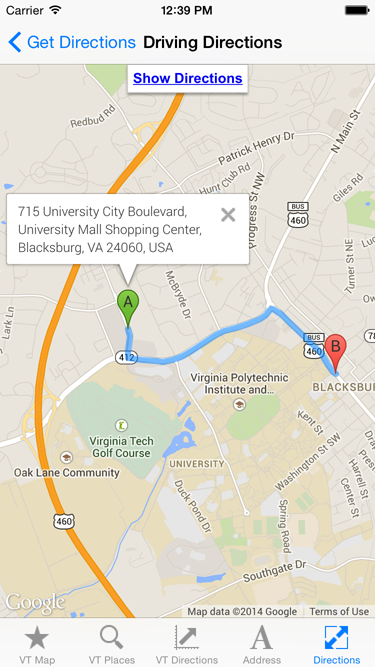 Carrier 12:39 PM
Get Directions Driving Directions
Show Directions
Redbud Rd
N Main St
Patrick Henry Dr
Giles Rd
Hunt Club Rd
Progress St NW
BUS
460
715 University City Boulevard,
University Mall Shopping Center,
Blacksburg, VA 24060, USA
Turner St NE
McBryde Dr
A
Lark Ln
BUS
460
B
412
Virginia Polytechnic
Institute and...
BLACKSBU
Virginia Tech
Golf Course
Kent St
Oak Lane Community
UNIVERSITY
Washington St SW
Harrell St
Center St
Duck Pond Dr
Spring Road
460
Southgate Dr
Google
Map data ©2014 Google Terms of Use
VT Map
VT Places
VT Directions
A
Address
Directions